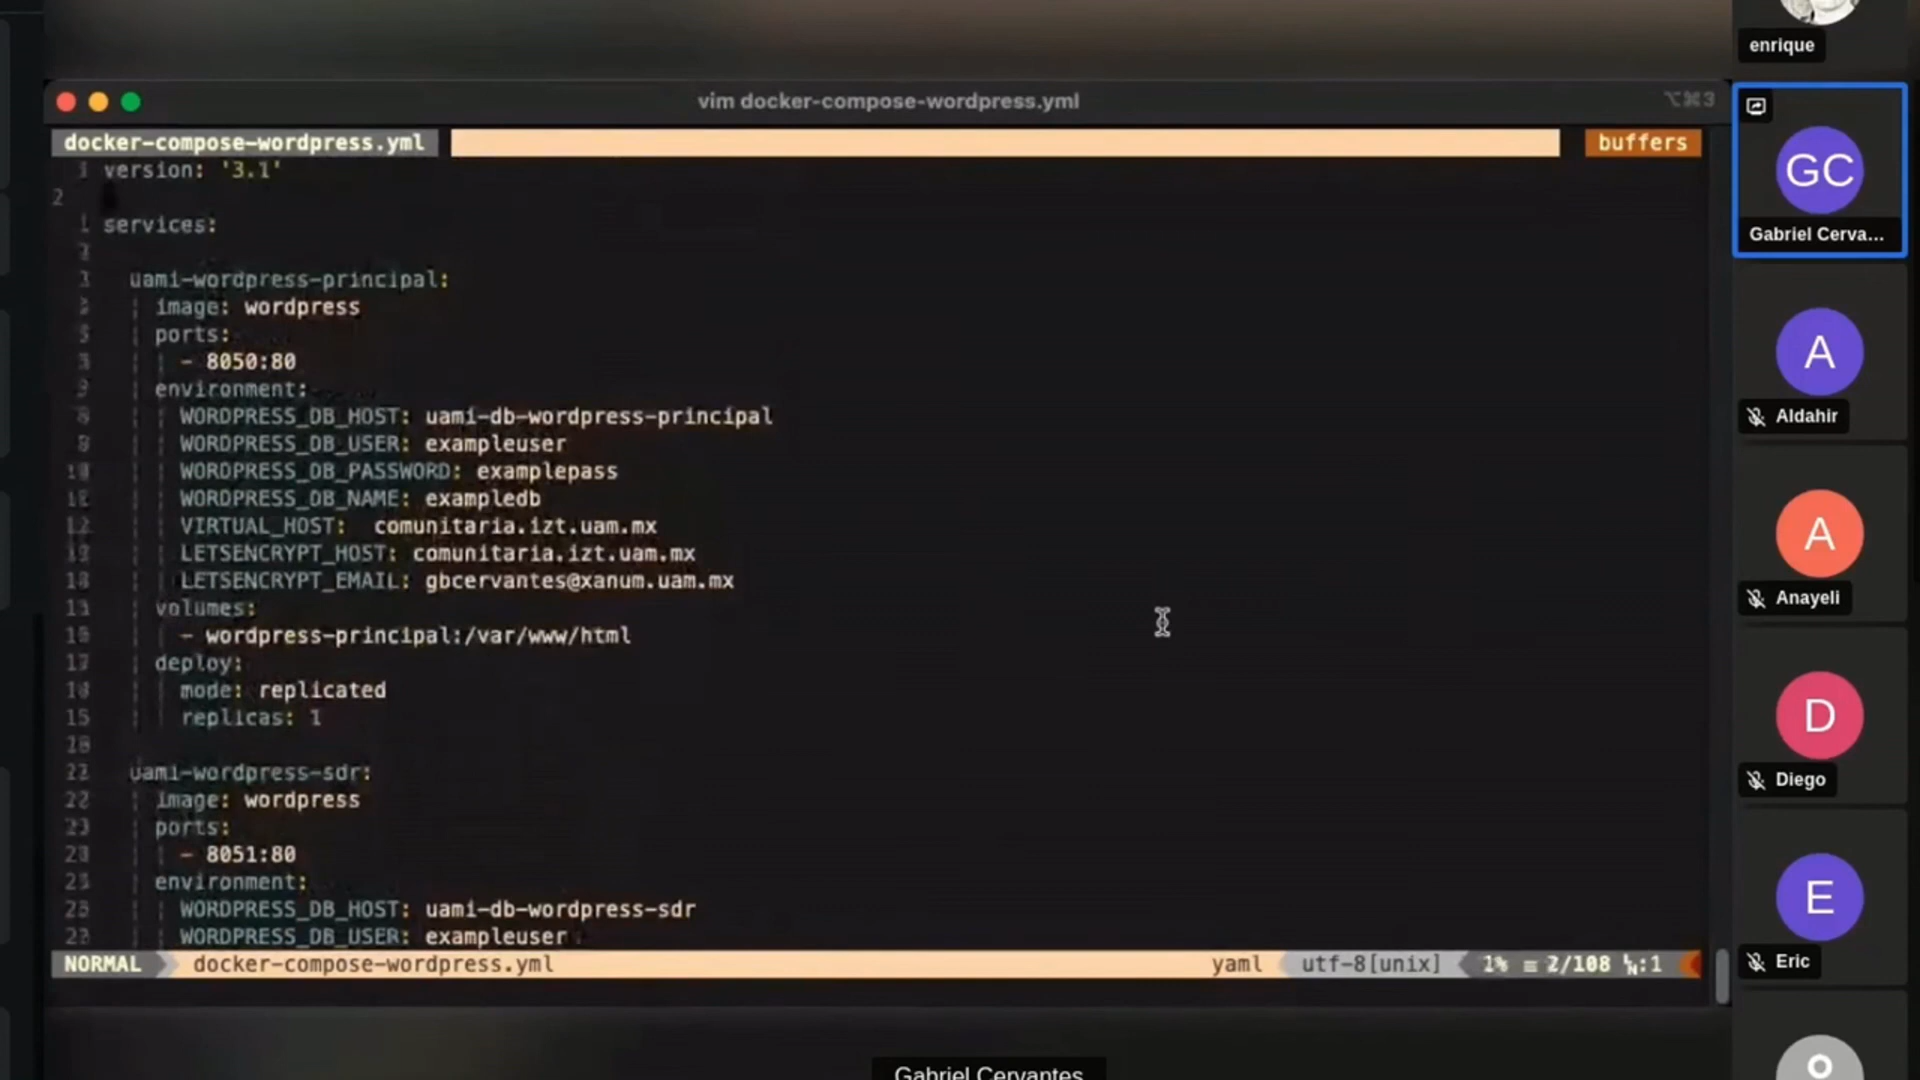 vim docker-compose-wordpress.yml
⌥⌘3
docker-compose-wordpress.yml
buffers
version: '3.1'
2
services:
uami-wordpress-principal:
image: wordpress
ports:
- 8050:80
environment:
WORDPRESS_DB_HOST: uami-db-wordpress-principal
WORDPRESS_DB_USER: exampleuser
WORDPRESS_DB_PASSWORD: examplepass
WORDPRESS_DB_NAME: exampledb
VIRTUAL_HOST:  comunitaria.izt.uam.mx
LETSENCRYPT_HOST: comunitaria.izt.uam.mx
LETSENCRYPT_EMAIL: gbcervantes@xanum.uam.mx
volumes:
- wordpress-principal:/var/www/html
deploy:
mode: replicated
replicas: 1
uami-wordpress-sdr:
image: wordpress
ports:
- 8051:80
environment:
WORDPRESS_DB_HOST: uami-db-wordpress-sdr
WORDPRESS_DB_USER: exampleuser
NORMAL docker-compose-wordpress.yml yaml utf-8[unix] 1% ≡ 2/108 :1
enrique
GC
Gabriel Cerva...
A
Aldahir
A
Anayeli
D
Diego
E
Eric
Gabriel Cervantes